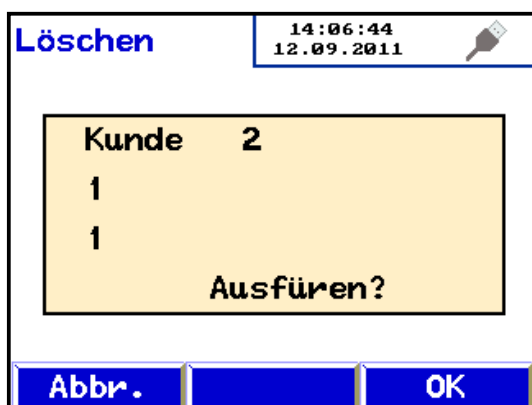 Löschen
14:06:44
12.09.2011
Kunde 2
1
1
Ausfüren?
Abbr. OK